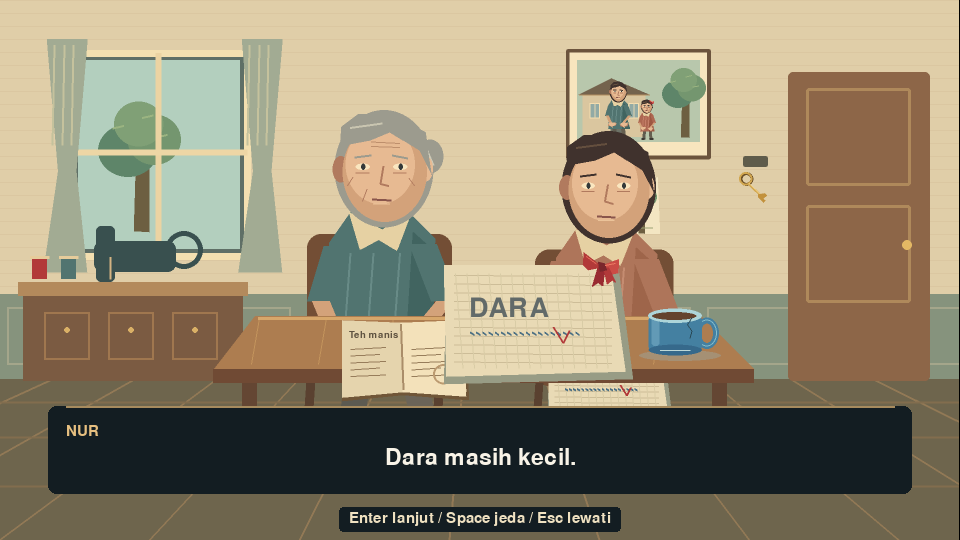 Teh manis
DARA
NUR
Dara masih kecil.
Enter lanjut / Space jeda / Esc lewati